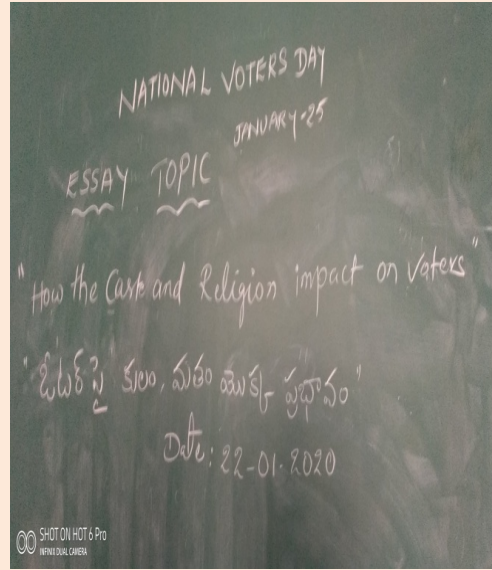 NATIONAL VOTERS DAY
JANUARY-25
ESSAY TOPIC
"How the Cast and Religion impact on Voters"
"ఓటర్ పై కులం, మతం యొక్క ప్రభావం"
Date: 22-01-2020
SHOT ON HOT 6 Pro
INFINIX DUAL CAMERA